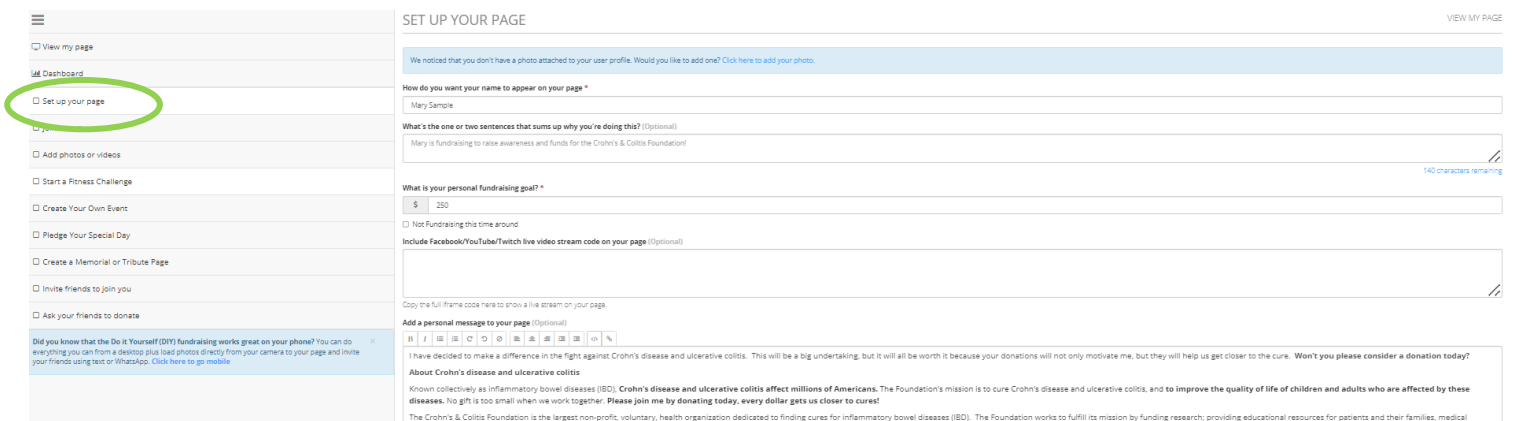 SET UP YOUR PAGE
VIEW MY PAGE
View my page
Dashboard
Set up your page
Add photos or videos
Start a Fitness Challenge
Create Your Own Event
Pledge Your Special Day
Create a Memorial or Tribute Page
Invite friends to join you
Ask your friends to donate
Did you know that the Do it Yourself (DIY) fundraising works great on your phone? You can do
everything you can from a desktop plus load photos directly from your camera to your page and invite
your friends using text or WhatsApp. Click here to go mobile
We noticed that you don't have a photo attached to your user profile. Would you like to add one? Click here to add your photo.
How do you want your name to appear on your page *
Mary Sample
What's the one or two sentences that sums up why you're doing this? (Optional)
Mary is fundraising to raise awareness and funds for the Crohn's & Colitis Foundation!
140 characters remaining
What is your personal fundraising goal? *
$ 250
Not Fundraising this time around
Include Facebook/YouTube/Twitch live video stream code on your page (Optional)
Copy the full iframe code here to show a live stream on your page.
Add a personal message to your page (Optional)
B I
I have decided to make a difference in the fight against Crohn's disease and ulcerative colitis. This will be a big undertaking, but it will all be worth it because your donations will not only motivate me, but they will help us get closer to the cure. Won't you please consider a donation today?
About Crohn's disease and ulcerative colitis
Known collectively as inflammatory bowel diseases (IBD), Crohn's disease and ulcerative colitis affect millions of Americans. The Foundation's mission is to cure Crohn's disease and ulcerative colitis, and to improve the quality of life of children and adults who are affected by these
diseases. No gift is too small when we work together. Please join me by donating today, every dollar gets us closer to cures!
The Crohn's & Colitis Foundation is the largest non-profit, voluntary, health organization dedicated to finding cures for inflammatory bowel diseases (IBD). The Foundation works to fulfill its mission by funding research; providing educational resources for patients and their families, medical